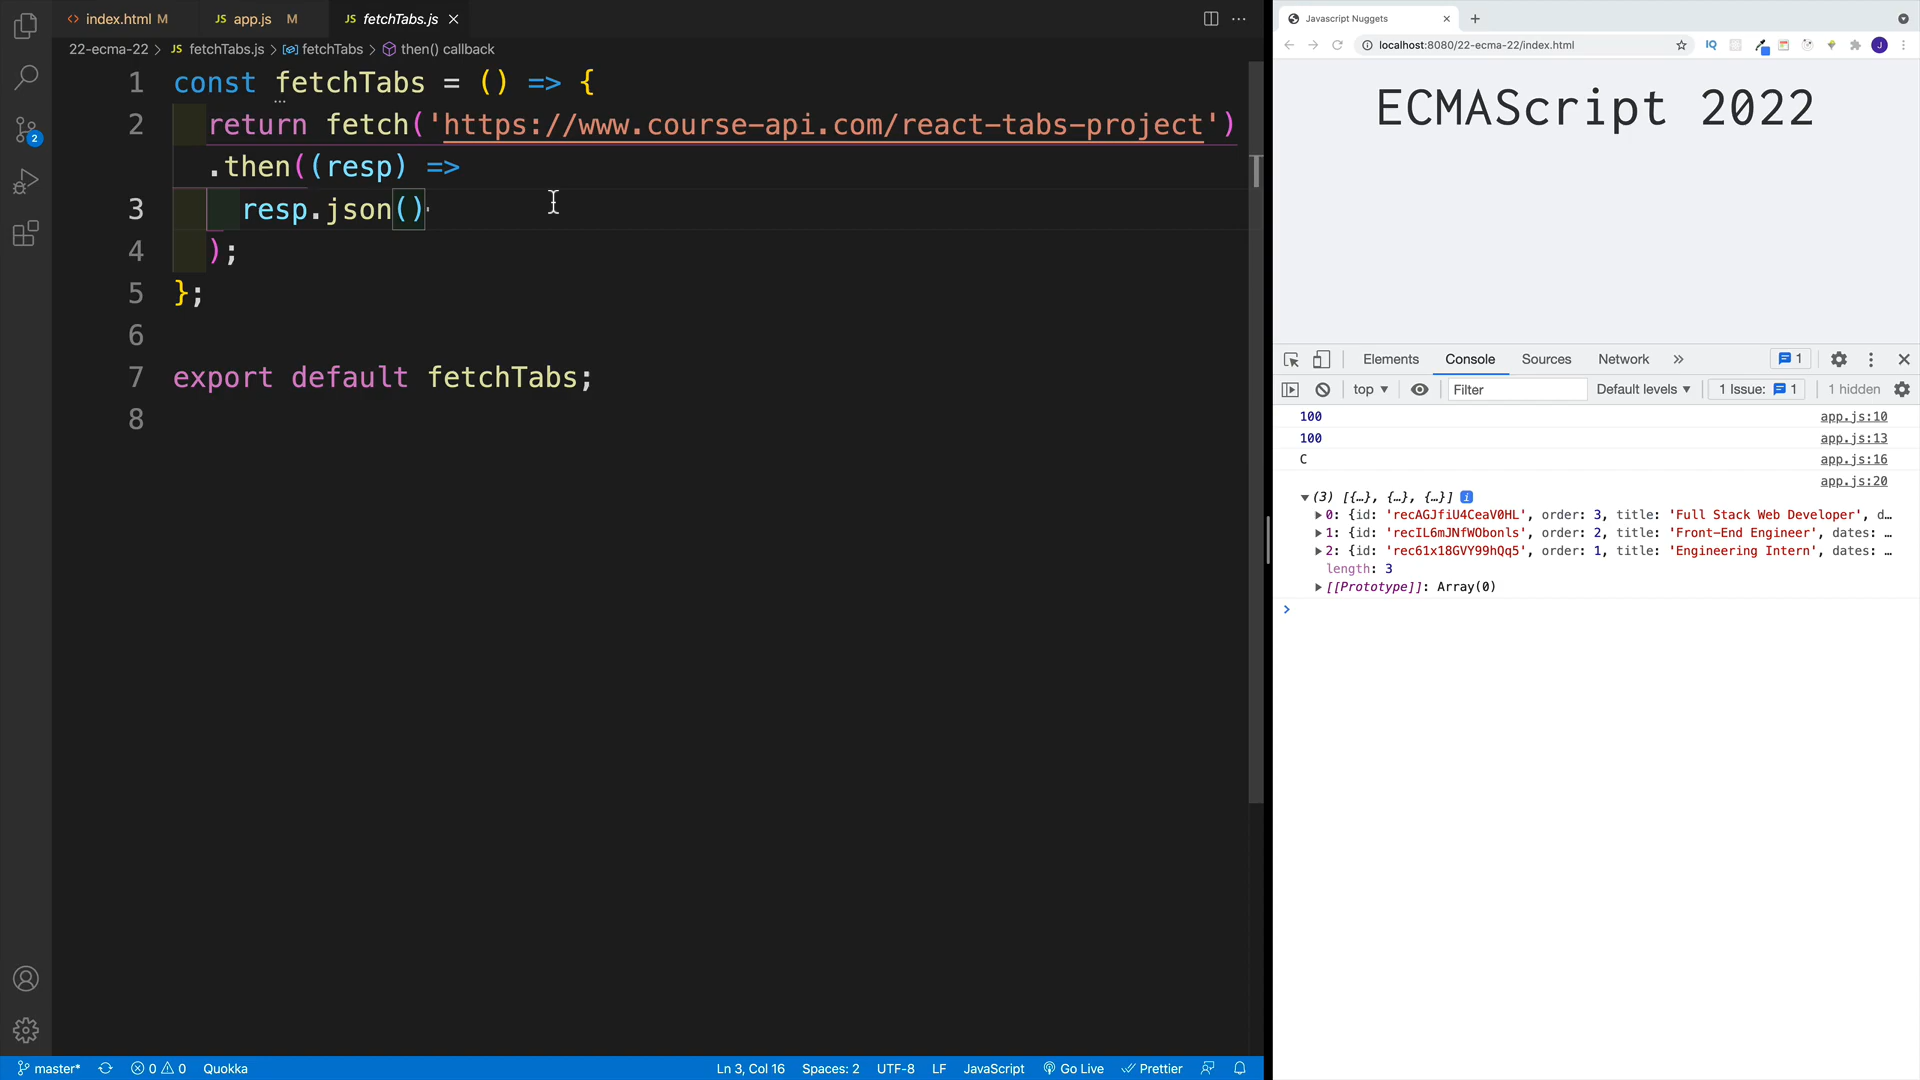 index.html M
JS app.js M
JS fetchTabs.js
22-ecma-22 > JS fetchTabs.js > fetchTabs > then() callback
1 const fetchTabs = () => {
2 return fetch('https://www.course-api.com/react-tabs-project')
.then((resp) =>
3 resp.json()
4 );
5 };
6
7 export default fetchTabs;
8
2
master*
0 0
Quokka
Ln 3, Col 16
Spaces: 2
UTF-8
LF
JavaScript
Go Live
Prettier
Javascript Nuggets
localhost:8080/22-ecma-22/index.html
IQ
J
ECMAScript 2022
Elements Console Sources Network » 1
top ▼ Filter Default levels ▼ 1 Issue: 1 1 hidden
100 app.js:10
100 app.js:13
C app.js:16
app.js:20
▼(3) [{…}, {…}, {…}] i
▶0: {id: 'recAGJfiU4CeaV0HL', order: 3, title: 'Full Stack Web Developer', d…
▶1: {id: 'recIL6mJNfWObonls', order: 2, title: 'Front-End Engineer', dates: …
▶2: {id: 'rec61x18GVY99hQq5', order: 1, title: 'Engineering Intern', dates: …
length: 3
▶[[Prototype]]: Array(0)
>